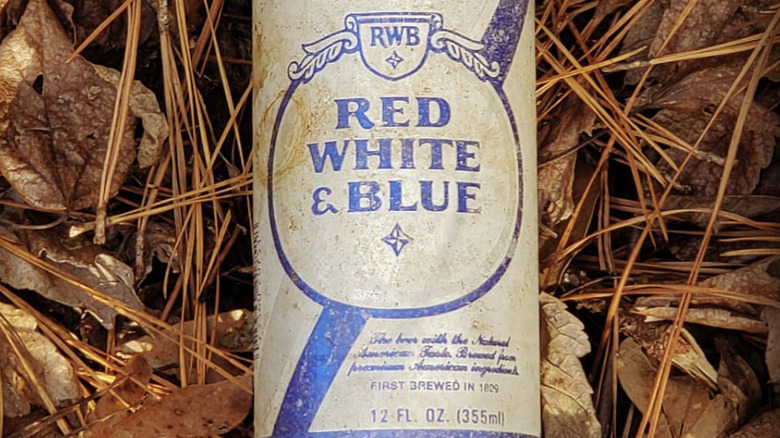 RWB
RED
WHITE
& BLUE
The beer with the Natural
American Taste. Brewed from
premium American ingredients.
FIRST BREWED IN 1899
12 FL. OZ. (355ml)